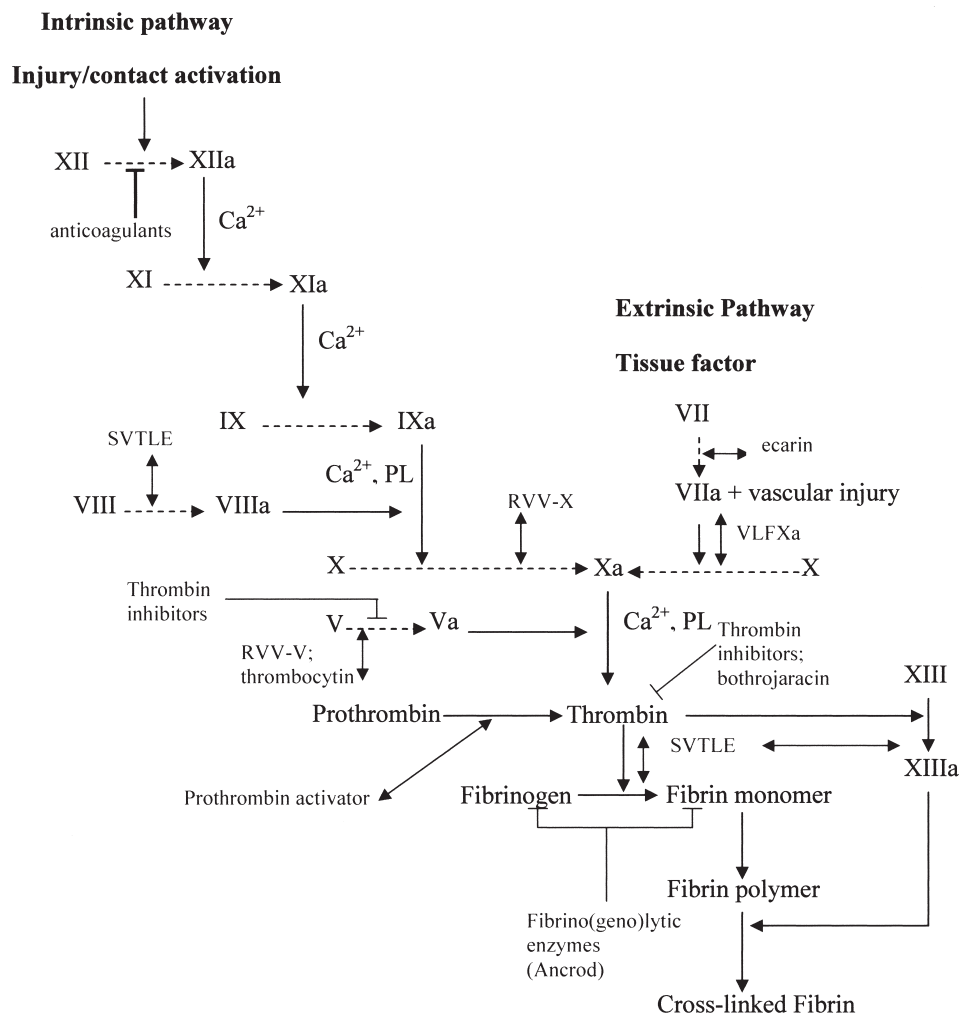 Intrinsic pathway
Injury/contact activation
XII
XIIa
anticoagulants
Ca2+
XI
XIa
Ca2+
Extrinsic Pathway
Tissue factor
VII
ecarin
IX
IXa
SVTLE
Ca2+, PL
VIII
VIIIa
VIIa + vascular injury
RVV-X
VLFXa
X
Xa
X
Thrombin
inhibitors
V
Va
Ca2+, PL
RVV-V;
thrombocytin
Thrombin
inhibitors;
bothrojaracin
XIII
Prothrombin
Thrombin
SVTLE
XIIIa
Prothrombin activator
Fibrinogen
Fibrin monomer
Fibrin polymer
Fibrino(geno)lytic
enzymes
(Ancrod)
Cross-linked Fibrin